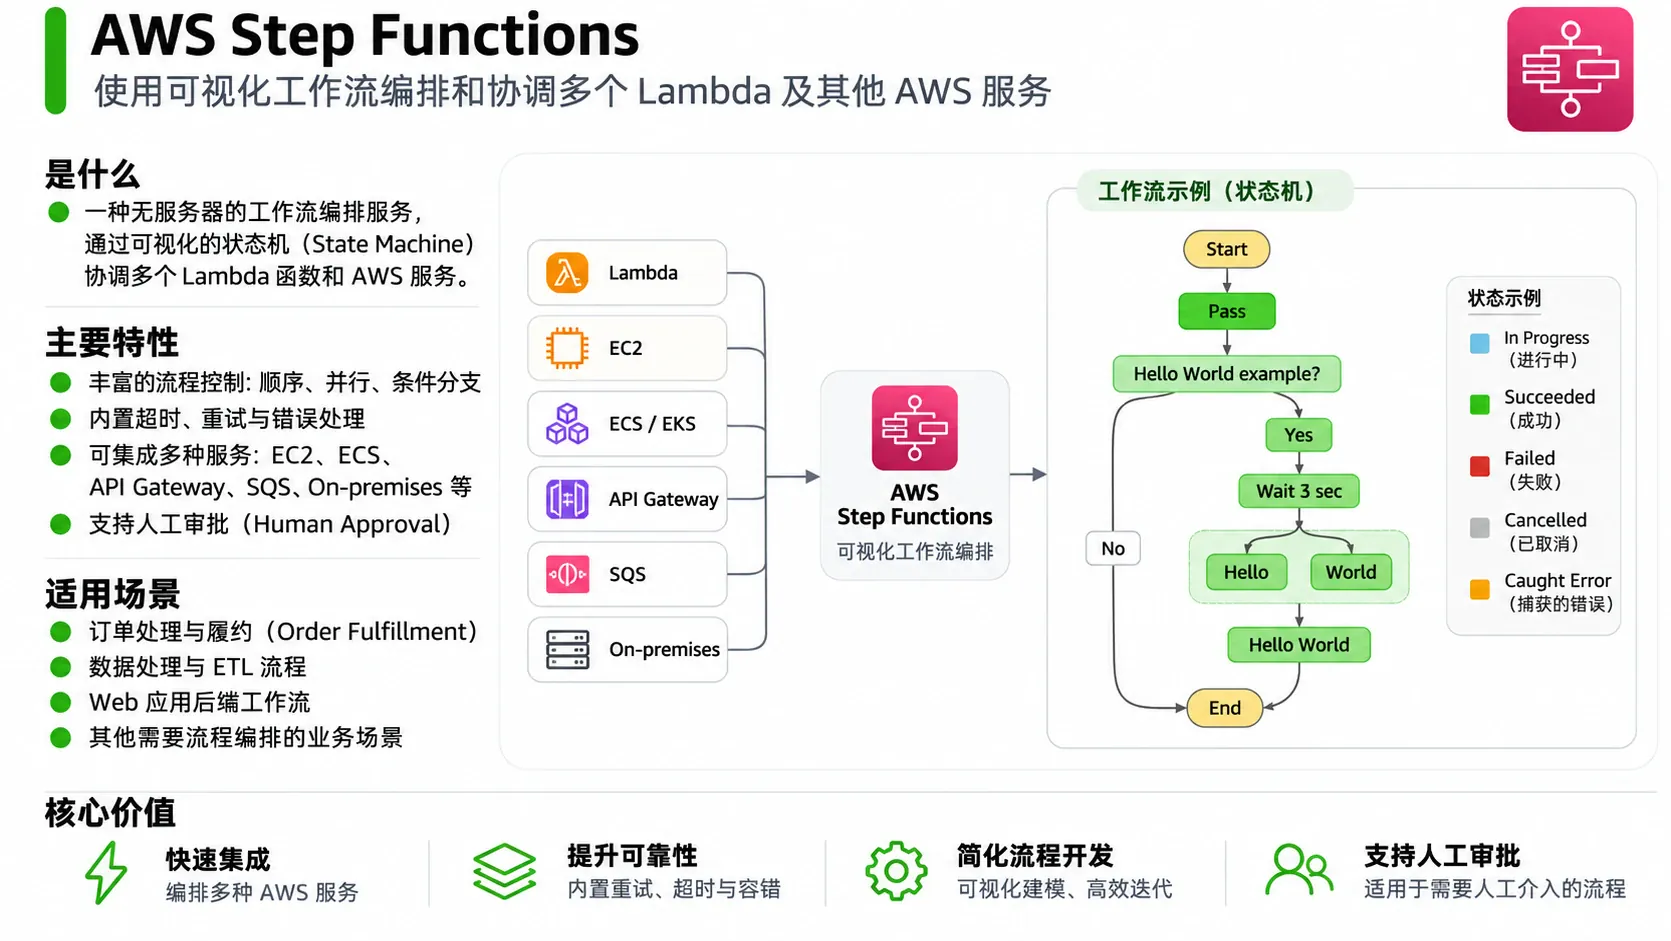 AWS Step Functions
使用可视化工作流编排和协调多个 Lambda 及其他 AWS 服务
是什么
一种无服务器的工作流编排服务，
通过可视化的状态机（State Machine）
协调多个 Lambda 函数和 AWS 服务。
主要特性
丰富的流程控制: 顺序、并行、条件分支
内置超时、重试与错误处理
可集成多种服务: EC2、ECS、
API Gateway、SQS、On-premises 等
支持人工审批（Human Approval）
适用场景
订单处理与履约（Order Fulfillment）
数据处理与 ETL 流程
Web 应用后端工作流
其他需要流程编排的业务场景
Lambda
EC2
ECS / EKS
API Gateway
SQS
On-premises
AWS
Step Functions
可视化工作流编排
工作流示例（状态机）
Start
Pass
Hello World example?
Yes
Wait 3 sec
No
Hello
World
Hello World
End
状态示例
In Progress
（进行中）
Succeeded
（成功）
Failed
（失败）
Cancelled
（已取消）
Caught Error
（捕获的错误）
核心价值
快速集成
编排多种 AWS 服务
提升可靠性
内置重试、超时与容错
简化流程开发
可视化建模、高效迭代
支持人工审批
适用于需要人工介入的流程